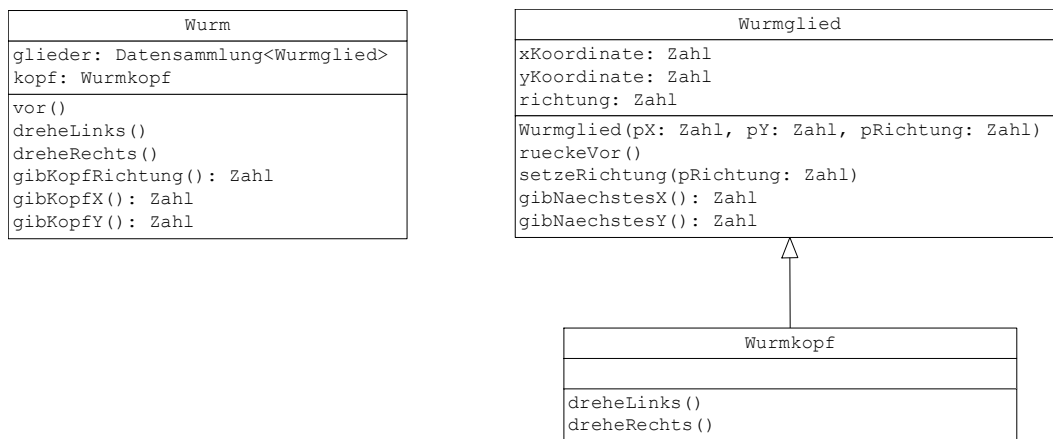 Wurm
glieder: Datensammlung<Wurmglied>
kopf: Wurmkopf
vor()
dreheLinks()
dreheRechts()
gibKopfRichtung(): Zahl
gibKopfX(): Zahl
gibKopfY(): Zahl
Wurmglied
xKoordinate: Zahl
yKoordinate: Zahl
richtung: Zahl
Wurmglied(pX: Zahl, pY: Zahl, pRichtung: Zahl)
rueckeVor()
setzeRichtung(pRichtung: Zahl)
gibNaechstesX(): Zahl
gibNaechstesY(): Zahl
Wurmkopf
dreheLinks()
dreheRechts()